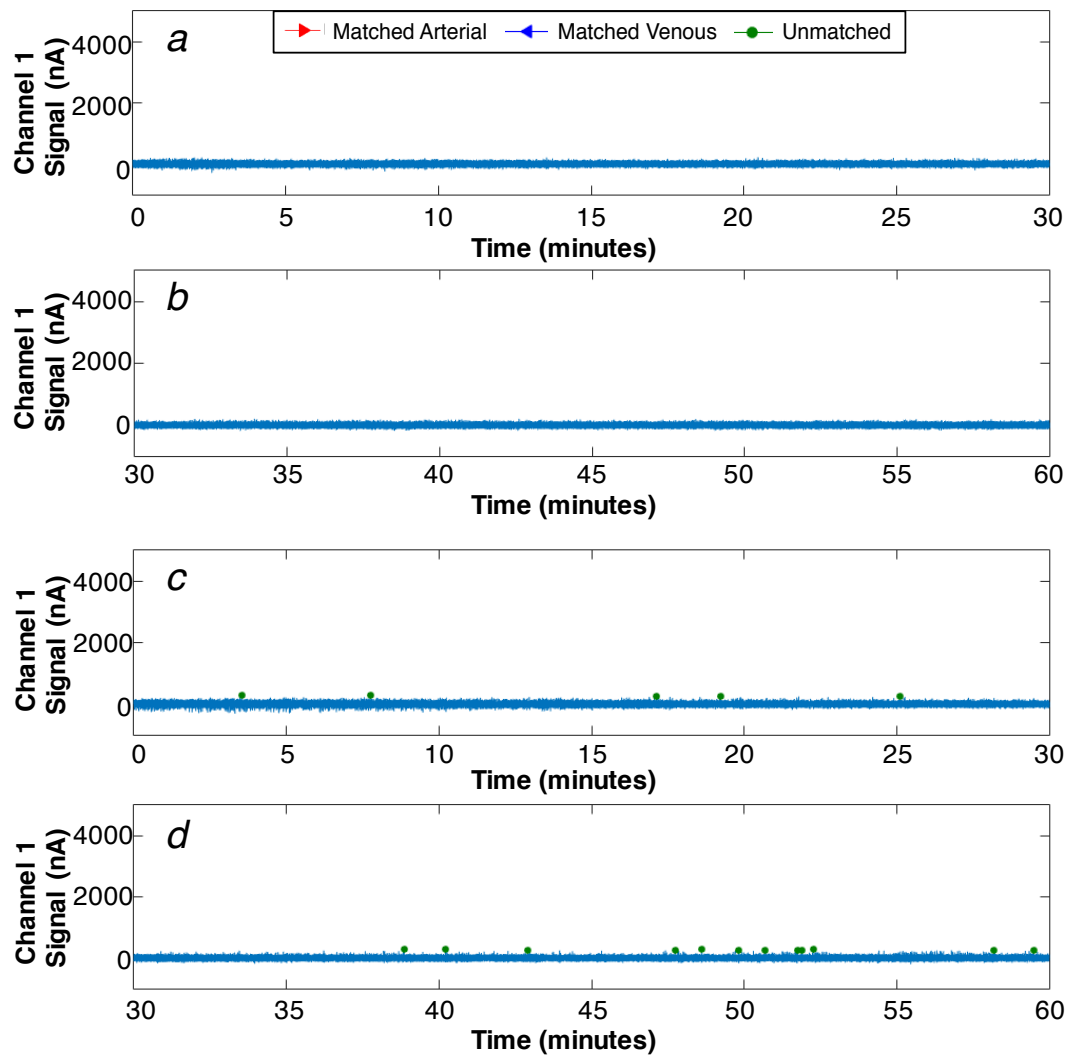 a
Matched Arterial Matched Venous Unmatched
Channel 1
Signal (nA)
4000
2000
0
0 5 10 15 20 25 30
Time (minutes)
b
Channel 1
Signal (nA)
4000
2000
0
30 35 40 45 50 55 60
Time (minutes)
c
Channel 1
Signal (nA)
4000
2000
0
0 5 10 15 20 25 30
Time (minutes)
d
Channel 1
Signal (nA)
4000
2000
0
30 35 40 45 50 55 60
Time (minutes)